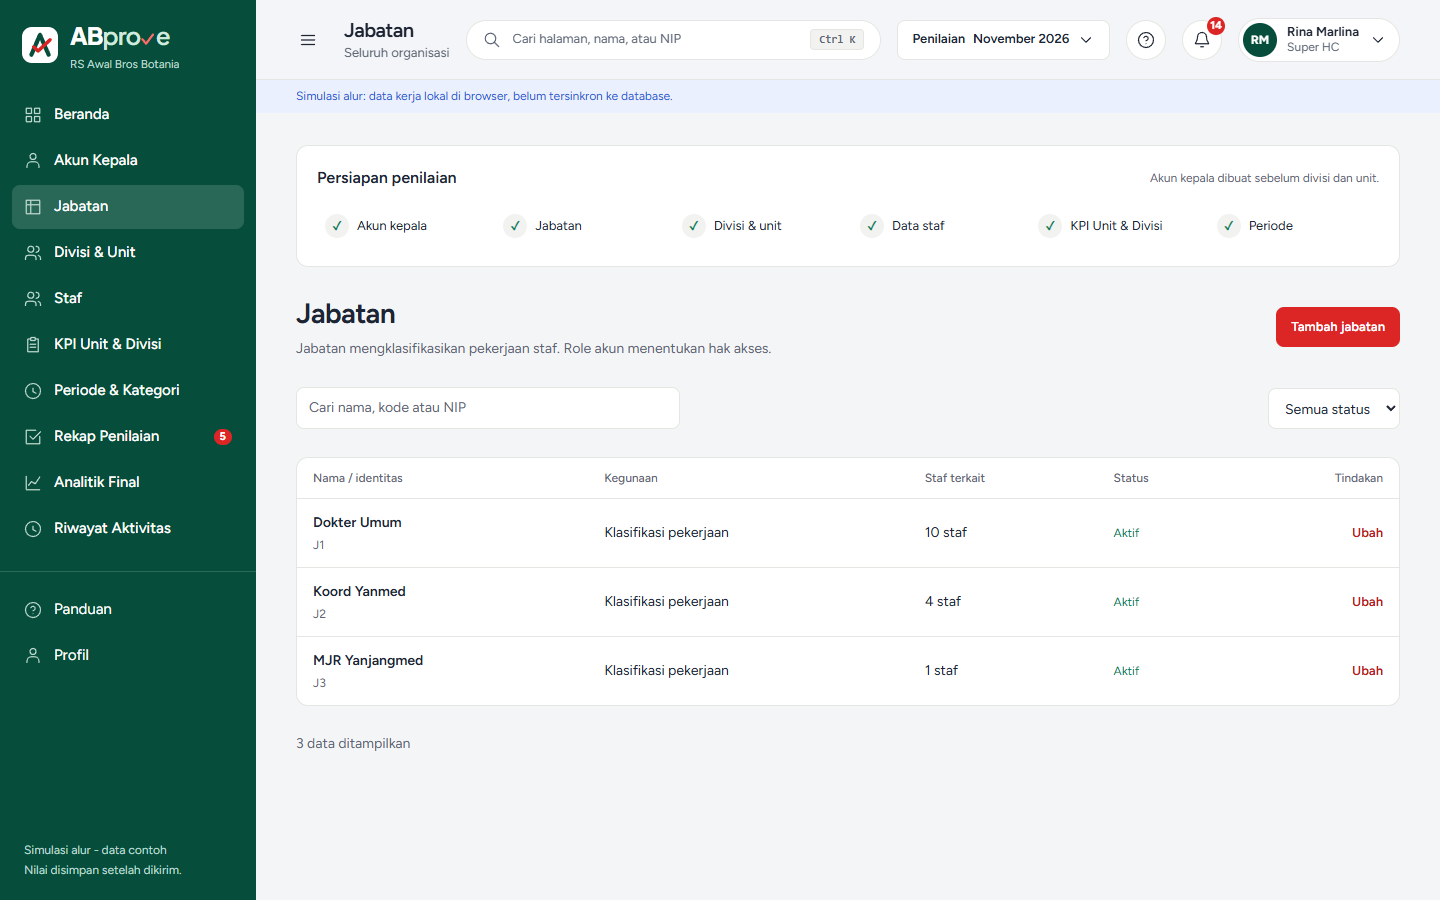 ABprove
RS Awal Bros Botania
Beranda
Akun Kepala
Jabatan
Divisi & Unit
Staf
KPI Unit & Divisi
Periode & Kategori
Rekap Penilaian 5
Analitik Final
Riwayat Aktivitas
Panduan
Profil
Simulasi alur - data contoh
Nilai disimpan setelah dikirim.
Jabatan
Seluruh organisasi
Cari halaman, nama, atau NIP Ctrl K
Penilaian November 2026
14
RM
Rina Marlina
Super HC
Simulasi alur: data kerja lokal di browser, belum tersinkron ke database.
Persiapan penilaian
Akun kepala dibuat sebelum divisi dan unit.
✓ Akun kepala ✓ Jabatan ✓ Divisi & unit ✓ Data staf ✓ KPI Unit & Divisi ✓ Periode
Jabatan
Jabatan mengklasifikasikan pekerjaan staf. Role akun menentukan hak akses.
Tambah jabatan
Cari nama, kode atau NIP
Semua status
Nama / identitas Kegunaan Staf terkait Status Tindakan
Dokter Umum
J1
Klasifikasi pekerjaan 10 staf Aktif Ubah
Koord Yanmed
J2
Klasifikasi pekerjaan 4 staf Aktif Ubah
MJR Yanjangmed
J3
Klasifikasi pekerjaan 1 staf Aktif Ubah
3 data ditampilkan